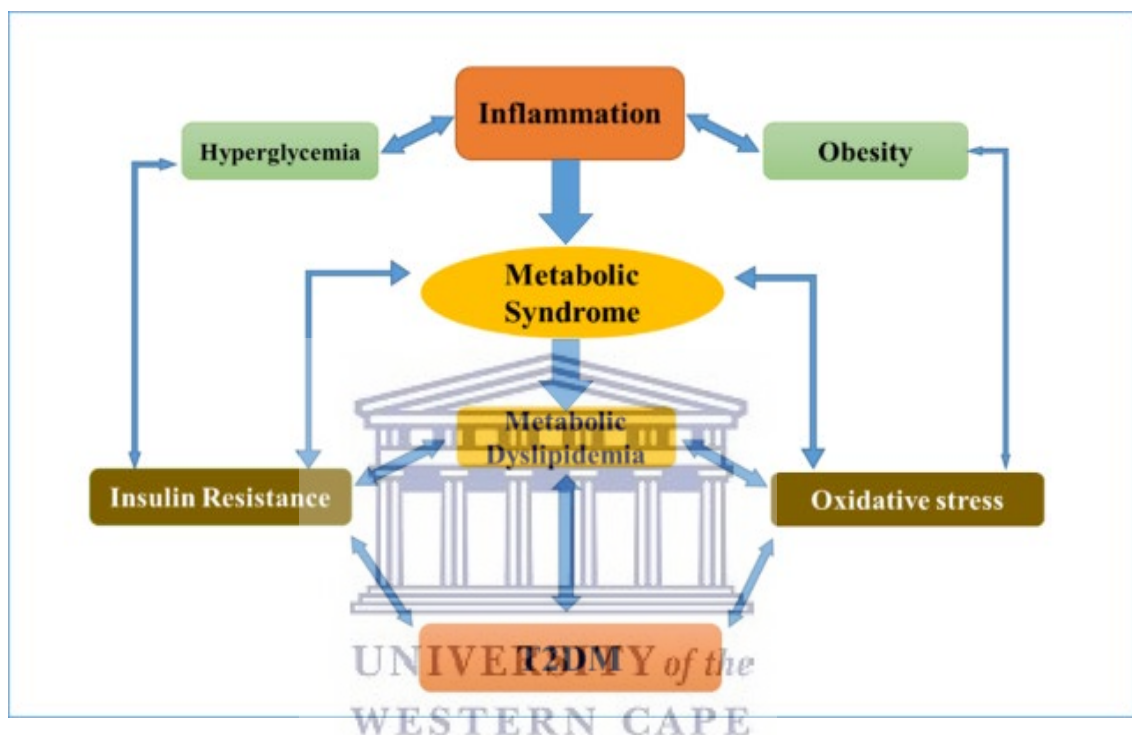 Inflammation
Hyperglycemia
Obesity
Metabolic
Syndrome
Metabolic
Dyslipidemia
Insulin Resistance
Oxidative stress
T2DM
UNIVERSITY of the
WESTERN CAPE